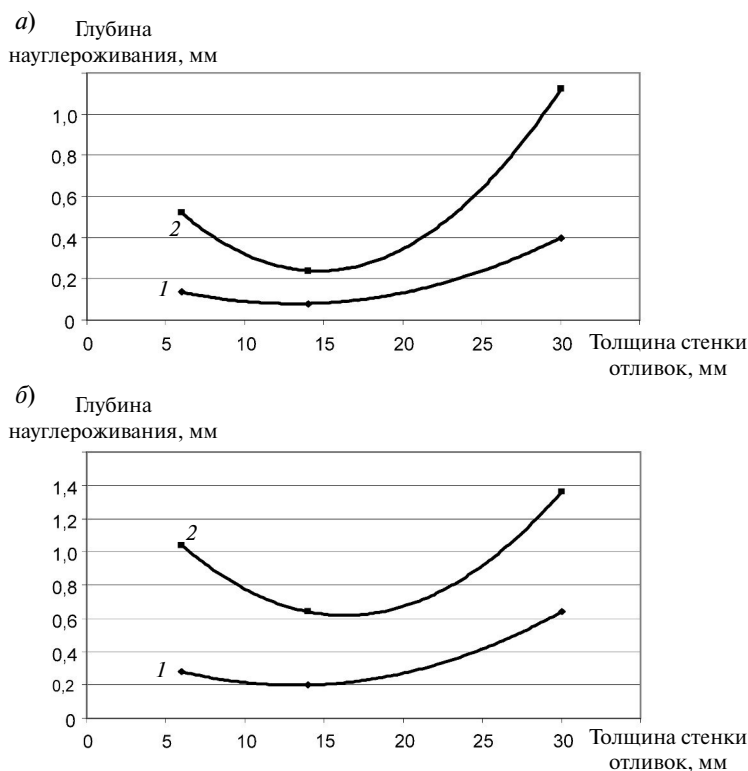 а)
Глубина
науглероживания, мм
1,0
0,8
0,6
2
0,4
0,2
1
0
0 5 10 15 20 25 30
Толщина стенки
отливок, мм
б)
Глубина
науглероживания, мм
1,4
1,2
2
1,0
0,8
0,6
0,4
1
0,2
0
0 5 10 15 20 25 30
Толщина стенки
отливок, мм